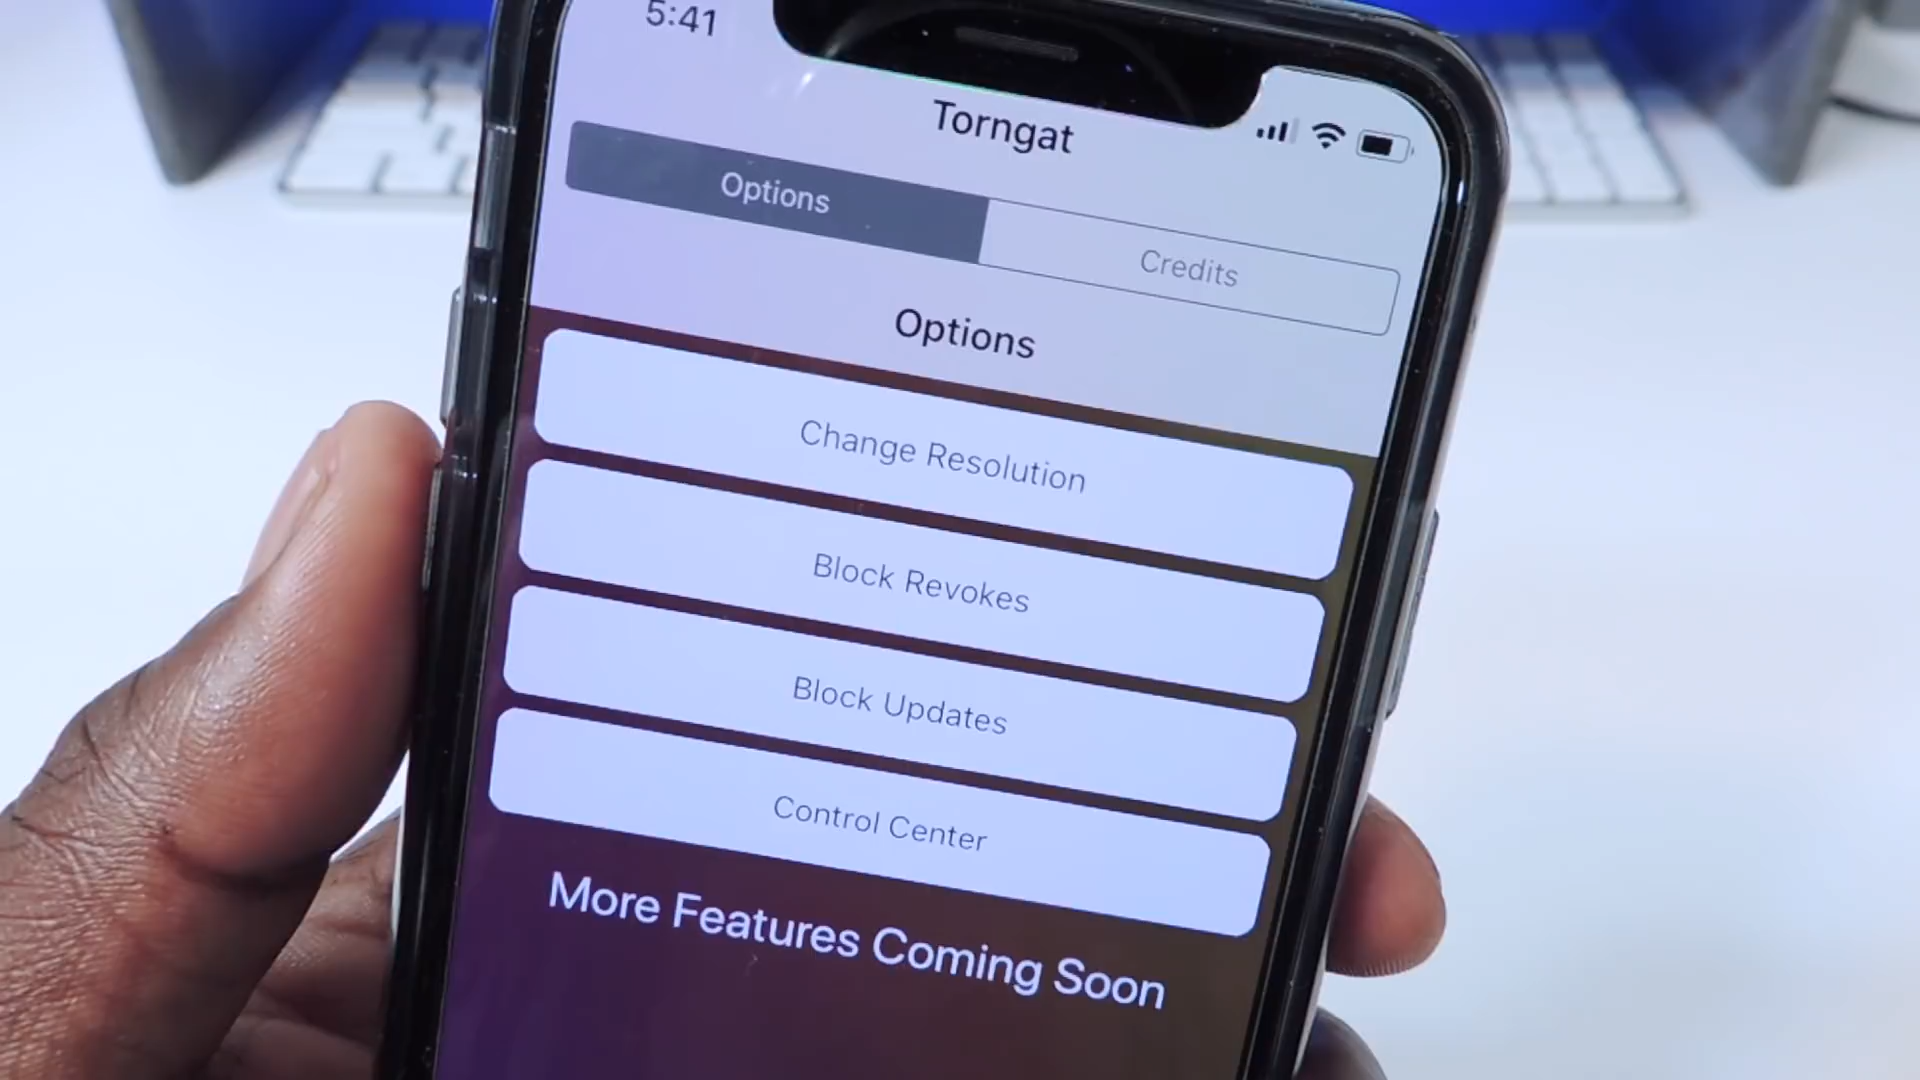 5:41
Torngat
Options
Credits
Options
Change Resolution
Block Revokes
Block Updates
Control Center
More Features Coming Soon